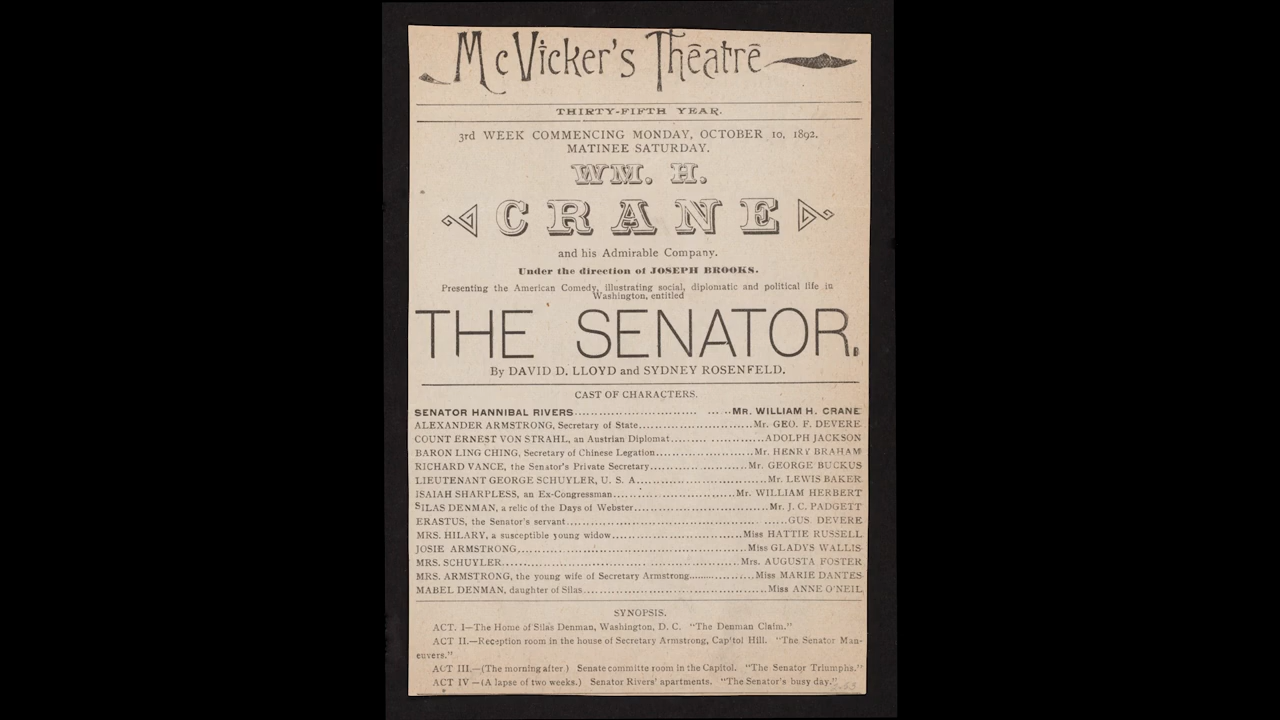 McVicker's Theatre
THIRTY-FIFTH YEAR.
3rd WEEK COMMENCING MONDAY, OCTOBER 10, 1892.
MATINEE SATURDAY.
WM. H.
CRANE
and his Admirable Company.
Under the direction of JOSEPH BROOKS.
Presenting the American Comedy, illustrating social, diplomatic and political life in
Washington, entitled
THE SENATOR.
By DAVID D. LLOYD and SYDNEY ROSENFELD.
CAST OF CHARACTERS.
SENATOR HANNIBAL RIVERS.......................... ... ..MR. WILLIAM H. CRANE
ALEXANDER ARMSTRONG, Secretary of State..........................Mr. GEO. F. DEVERE
COUNT ERNEST VON STRAHL, an Austrian Diplomat......... ............ADOLPH JACKSON
BARON LING CHING, Secretary of Chinese Legation......................Mr. HENRY BRAHAM
RICHARD VANCE, the Senator's Private Secretary......................Mr. GEORGE BUCKUS
LIEUTENANT GEORGE SCHUYLER, U. S. A.............................Mr. LEWIS BAKER
ISAIAH SHARPLESS, an Ex-Congressman...........................Mr. WILLIAM HERBERT
SILAS DENMAN, a relic of the Days of Webster..............................Mr. J. C. PADGETT
ERASTUS, the Senator's servant.......................................... ......GUS. DEVERE
MRS. HILARY, a susceptible young widow............................Miss HATTIE RUSSELL
JOSIE ARMSTRONG..................................................Miss GLADYS WALLIS
MRS. SCHUYLER....................................................Mrs. AUGUSTA FOSTER
MRS. ARMSTRONG, the young wife of Secretary Armstrong...................Miss MARIE DANTES
MABEL DENMAN, daughter of Silas.......................................Miss ANNE O'NEIL
SYNOPSIS.
ACT. I—The Home of Silas Denman, Washington, D. C. "The Denman Claim."
ACT II.—Reception room in the house of Secretary Armstrong, Capitol Hill. "The Senator Man-
euvers."
ACT III.—(The morning after.) Senate committe room in the Capitol. "The Senator Triumphs."
ACT IV—(A lapse of two weeks.) Senator Rivers' apartments. "The Senator's busy day."